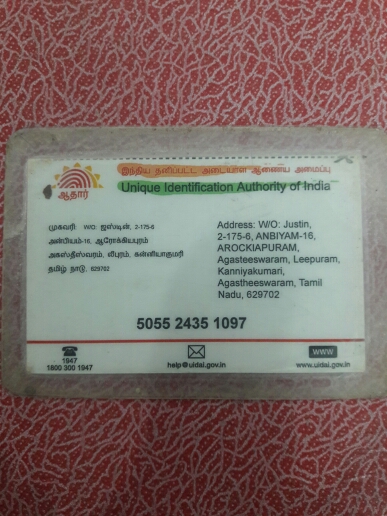 இந்திய தனிப்பட்ட அடையாள ஆணைய அமைப்பு
ஆதார்
Unique Identification Authority of India
முகவரி W/O: ஜஸ்டின், 2-175-6
அன்பியம்-16, ஆரோக்கியபுரம்
அகஸ்தீஸ்வரம், லீபுரம், கன்னியாகுமரி
தமிழ் நாடு, 629702
Address: W/O: Justin,
2-175-6, ANBIYAM-16,
AROCKIAPURAM,
Agasteeswaram, Leepuram,
Kanniyakumari,
Agastheeswaram, Tamil
Nadu, 629702
5055 2435 1097
1947
1800 300 1947
help@uidai.gov.in
WWW
www.uidai.gov.in